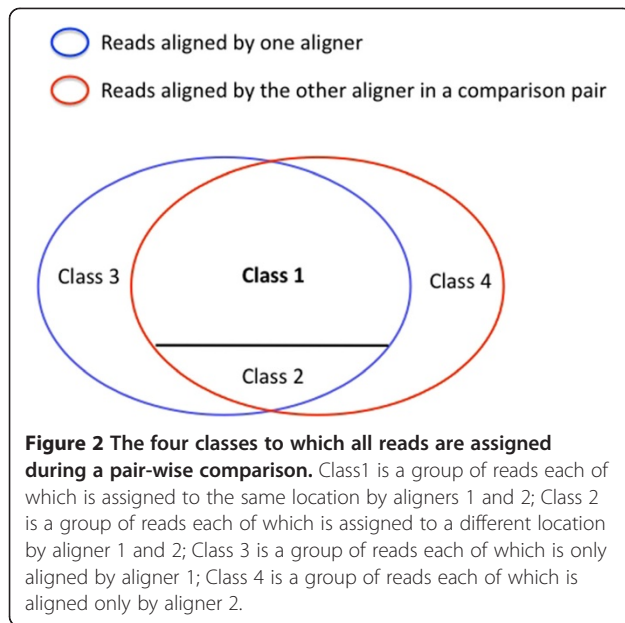 Reads aligned by one aligner
Reads aligned by the other aligner in a comparison pair
Class 3
Class 1
Class 4
Class 2
Figure 2 The four classes to which all reads are assigned
during a pair-wise comparison. Class1 is a group of reads each of
which is assigned to the same location by aligners 1 and 2; Class 2
is a group of reads each of which is assigned to a different location
by aligner 1 and 2; Class 3 is a group of reads each of which is only
aligned by aligner 1; Class 4 is a group of reads each of which is
aligned only by aligner 2.